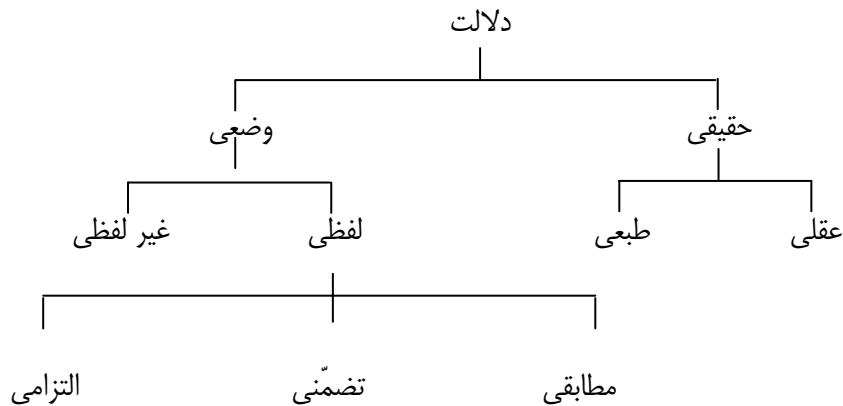 دلالت
حقیقی وضعی
عقلی طبعی لفظی غیر لفظی
مطابقی تضمّنی التزامی